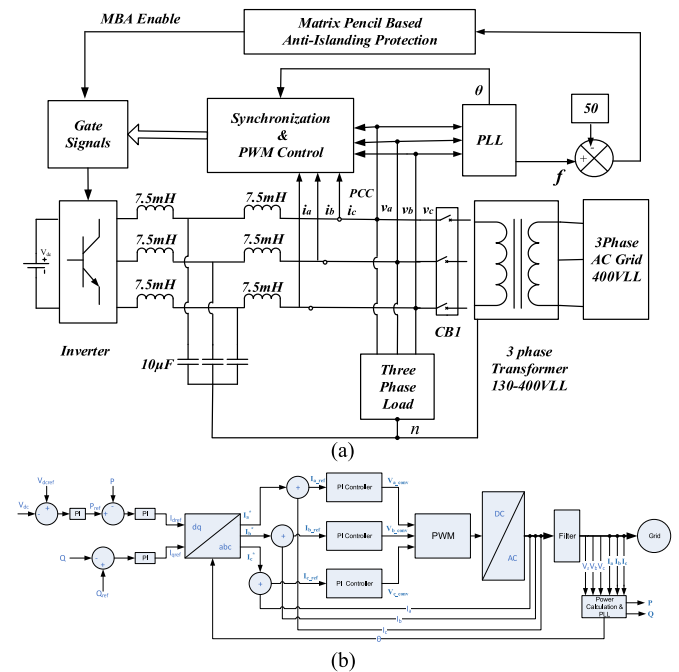 MBA Enable
Matrix Pencil Based
Anti-Islanding Protection
θ
50
Gate
Signals
Synchronization
&
PWM Control
PLL
+
-
f
PCC
7.5mH
7.5mH
ia
ib
ic
va
vb
vc
3Phase
AC Grid
400VLL
Vdc
+
-
7.5mH
7.5mH
7.5mH
7.5mH
CB1
Inverter
10µF
Three
Phase
Load
3 phase
Transformer
130-400VLL
n
(a)
Vdcref
P
Vdc
+
-
PI
Pref
+
-
PI
Idref
dq
abc
Ia*
Ib*
Ic*
+
Ia_ref
PI Controller
Va_com
+
Ib_ref
PI Controller
Vb_com
+
Ic_ref
PI Controller
Vc_com
PWM
DC
AC
Filter
Grid
Q
-
+
PI
Iqref
Qref
Ia
Ib
Ic
Va
Vb
Vc
Ia
Ib
Ic
Power
Calculation &
PLL
P
Q
(b)